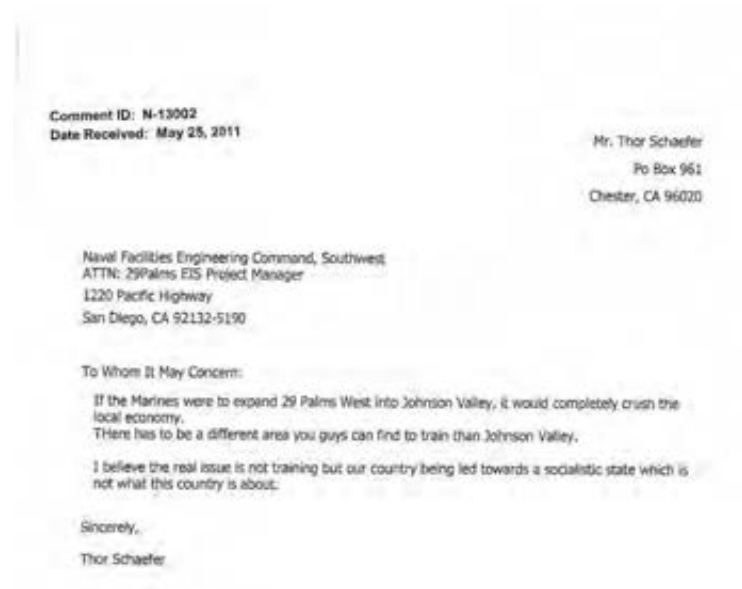 Comment ID: N-13002
Date Received: May 25, 2011
Mr. Thor Schaefer
Po Box 961
Chester, CA 96020
Naval Facilities Engineering Command, Southwest
ATTN: 29Palms EIS Project Manager
1220 Pacific Highway
San Diego, CA 92132-5190
To Whom It May Concern:
If the Marines were to expand 29 Palms West into Johnson Valley, it would completely crush the
local economy.
THere has to be a different area you guys can find to train than Johnson Valley.
I believe the real issue is not training but our country being led towards a socialistic state which is
not what this country is about.
Sincerely,
Thor Schaefer